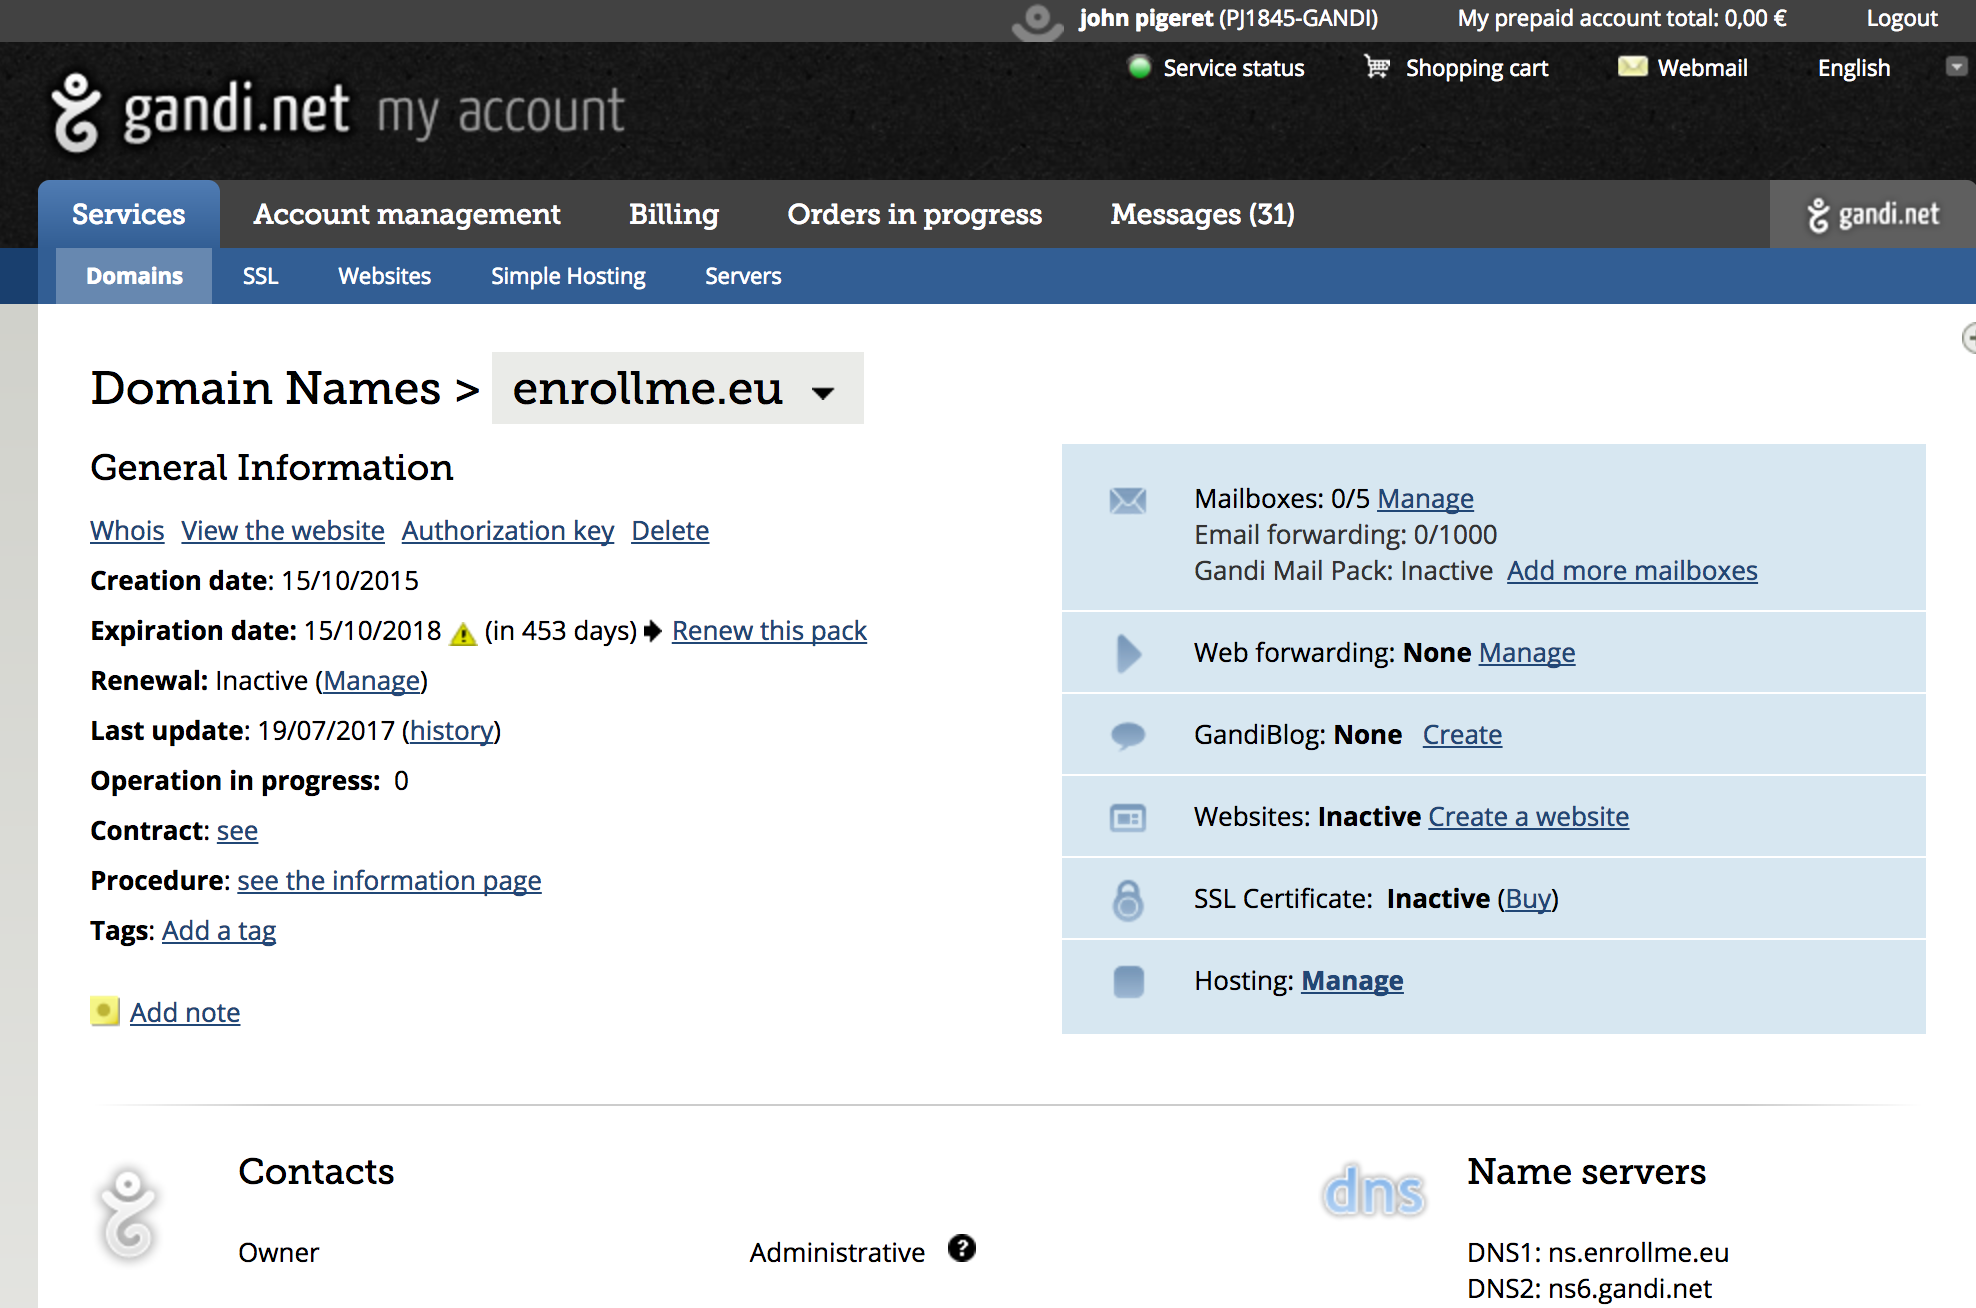 john pigeret (PJ1845-GANDI) My prepaid account total: 0,00 € Logout
Service status Shopping cart Webmail English
gandi.net my account
Services Account management Billing Orders in progress Messages (31) gandi.net
Domains SSL Websites Simple Hosting Servers
Domain Names > enrollme.eu
General Information
Whois View the website Authorization key Delete
Creation date: 15/10/2015
Expiration date: 15/10/2018 (in 453 days) Renew this pack
Renewal: Inactive (Manage)
Last update: 19/07/2017 (history)
Operation in progress: 0
Contract: see
Procedure: see the information page
Tags: Add a tag
Add note
Mailboxes: 0/5 Manage
Email forwarding: 0/1000
Gandi Mail Pack: Inactive Add more mailboxes
Web forwarding: None Manage
GandiBlog: None Create
Websites: Inactive Create a website
SSL Certificate: Inactive (Buy)
Hosting: Manage
Contacts
Owner Administrative ?
dns Name servers
DNS1: ns.enrollme.eu
DNS2: ns6.gandi.net